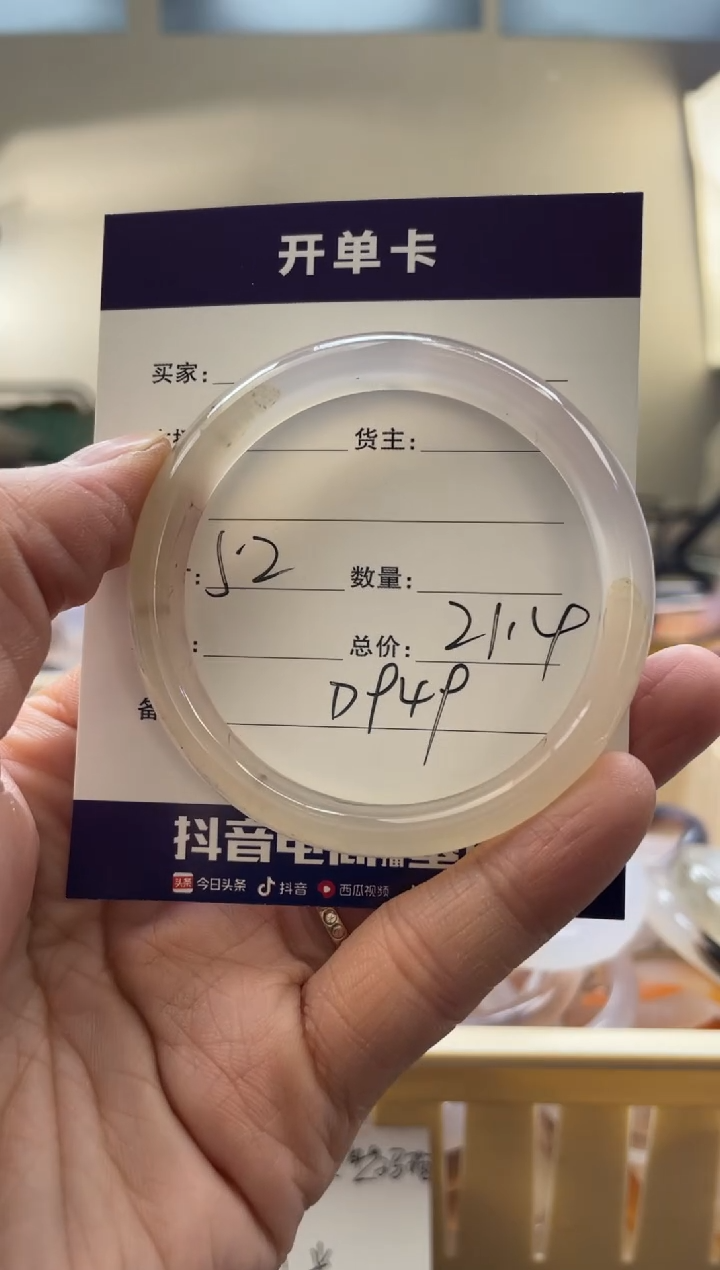 开单卡
买家:
货主:
52 数量:
总价: 21.4
备
抖音电
今日头条 抖音 西瓜视频